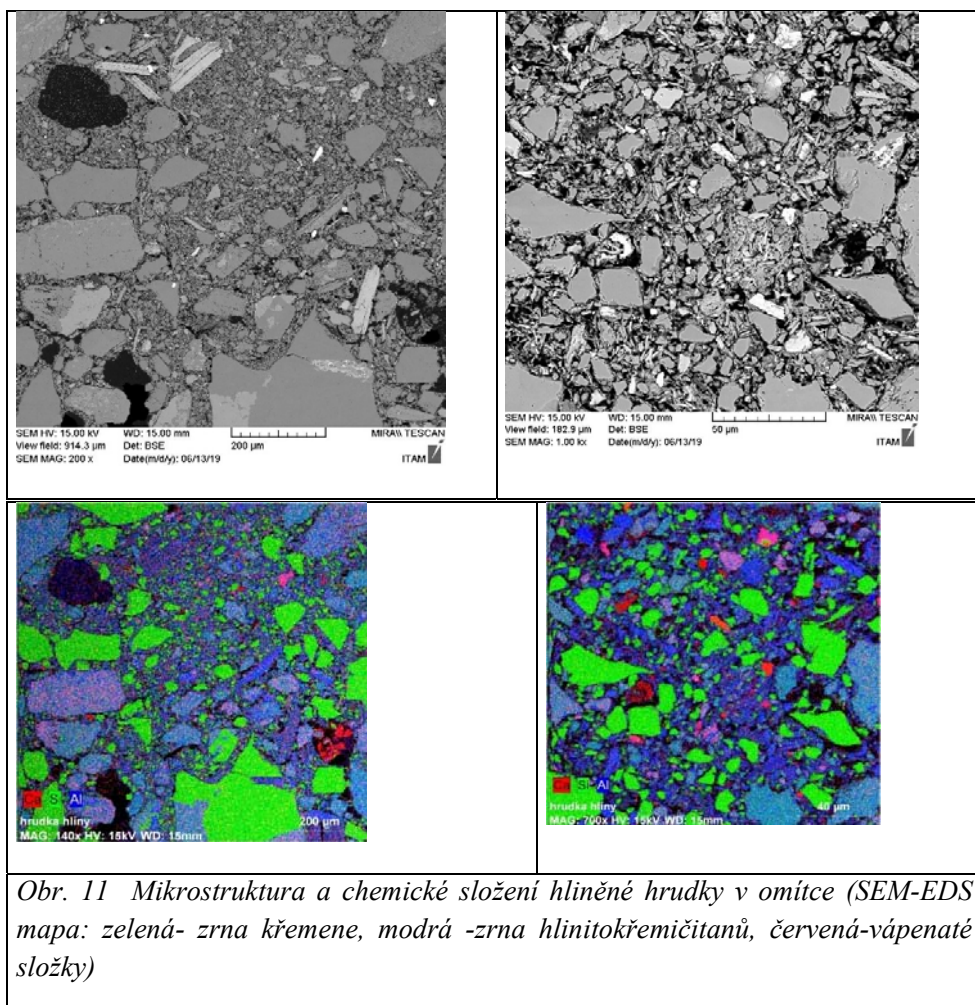 SEM HV: 15.00 kV WD: 15.00 mm MIRA\\ TESCAN
View field: 914.3 µm Det: BSE 200 µm
SEM MAG: 200 x Date(m/d/y): 06/13/19 ITAM
SEM HV: 15.00 kV WD: 15.00 mm MIRA\\ TESCAN
View field: 182.9 µm Det: BSE 50 µm
SEM MAG: 1.00 kx Date(m/d/y): 06/13/19 ITAM
Ca Si Al
hrudka hliny 200 µm
MAG: 140x HV: 15kV WD: 15mm
Ca Si Al
hrudka hliny 40 µm
MAG: 700x HV: 15kV WD: 15mm
Obr. 11 Mikrostruktura a chemické složení hliněné hrudky v omítce (SEM-EDS
mapa: zelená- zrna křemene, modrá -zrna hlinitokřemičitanů, červená-vápenaté
složky)